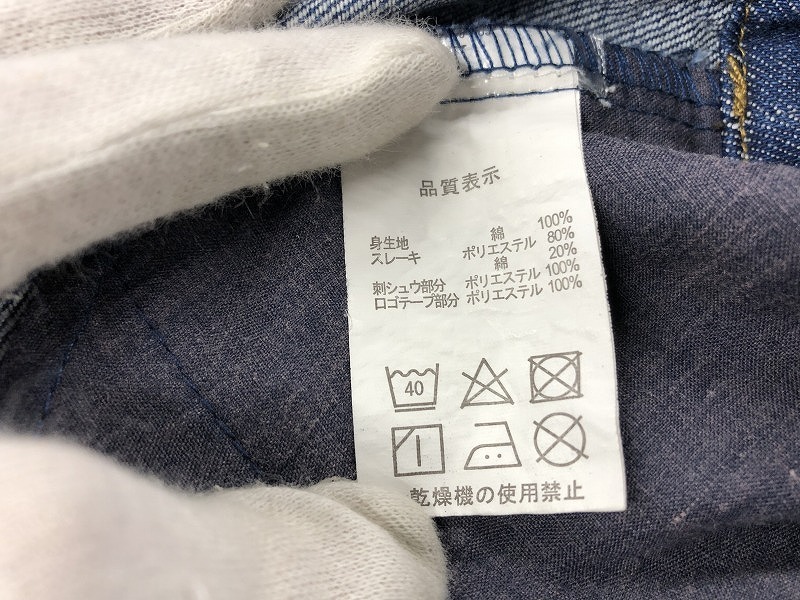 品質表示
身生地 綿 100%
スレーキ ポリエステル 80%
綿 20%
刺シュウ部分 ポリエステル 100%
ロゴテープ部分 ポリエステル 100%
40
乾燥機の使用禁止